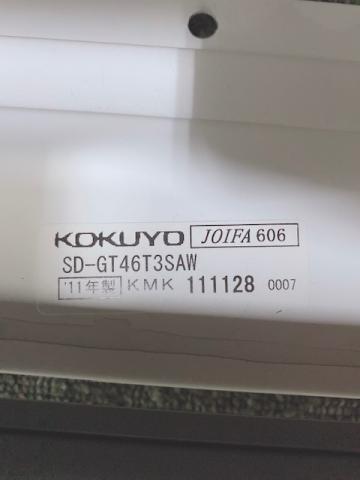 KOKUYO JOIFA 606
SD-GT46T3SAW
'11年製 KMK 111128 0007